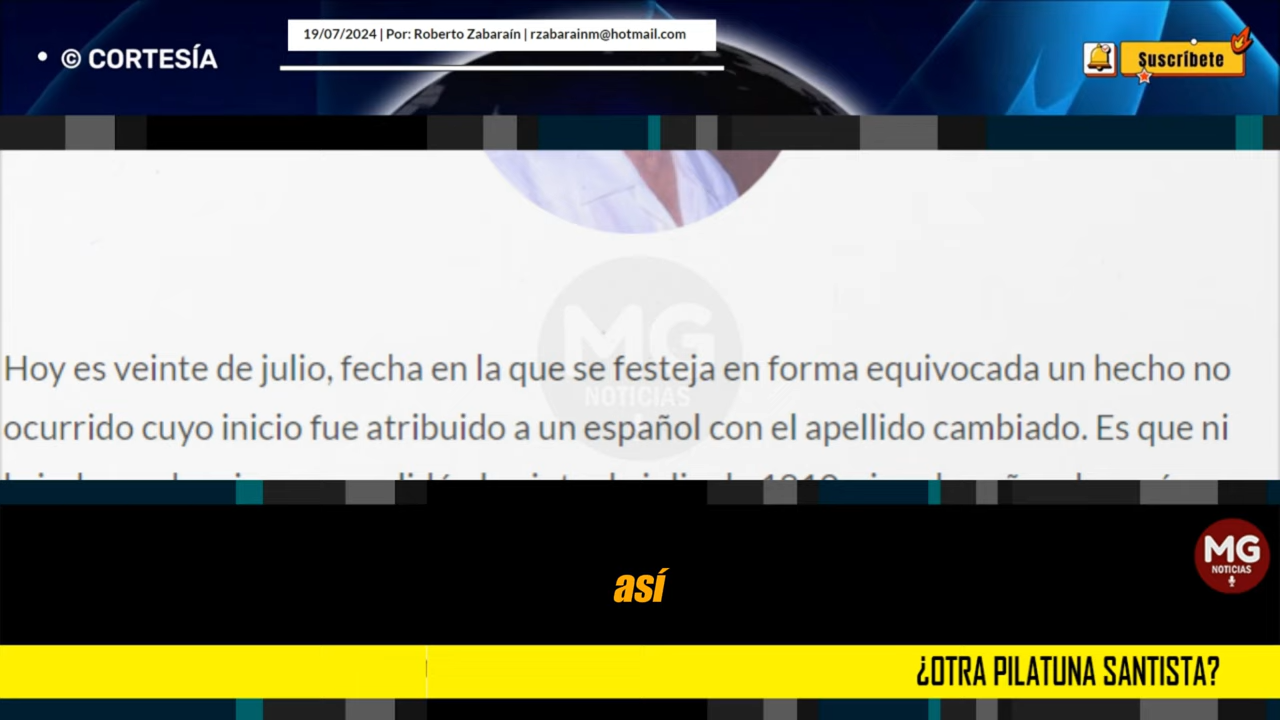 19/07/2024 | Por: Roberto Zabaraín | rzabarainm@hotmail.com
• © CORTESÍA
Suscríbete
MG
NOTICIAS
Hoy es veinte de julio, fecha en la que se festeja en forma equivocada un hecho no
ocurrido cuyo inicio fue atribuido a un español con el apellido cambiado. Es que ni
MG
NOTICIAS
así
¿OTRA PILATUNA SANTISTA?